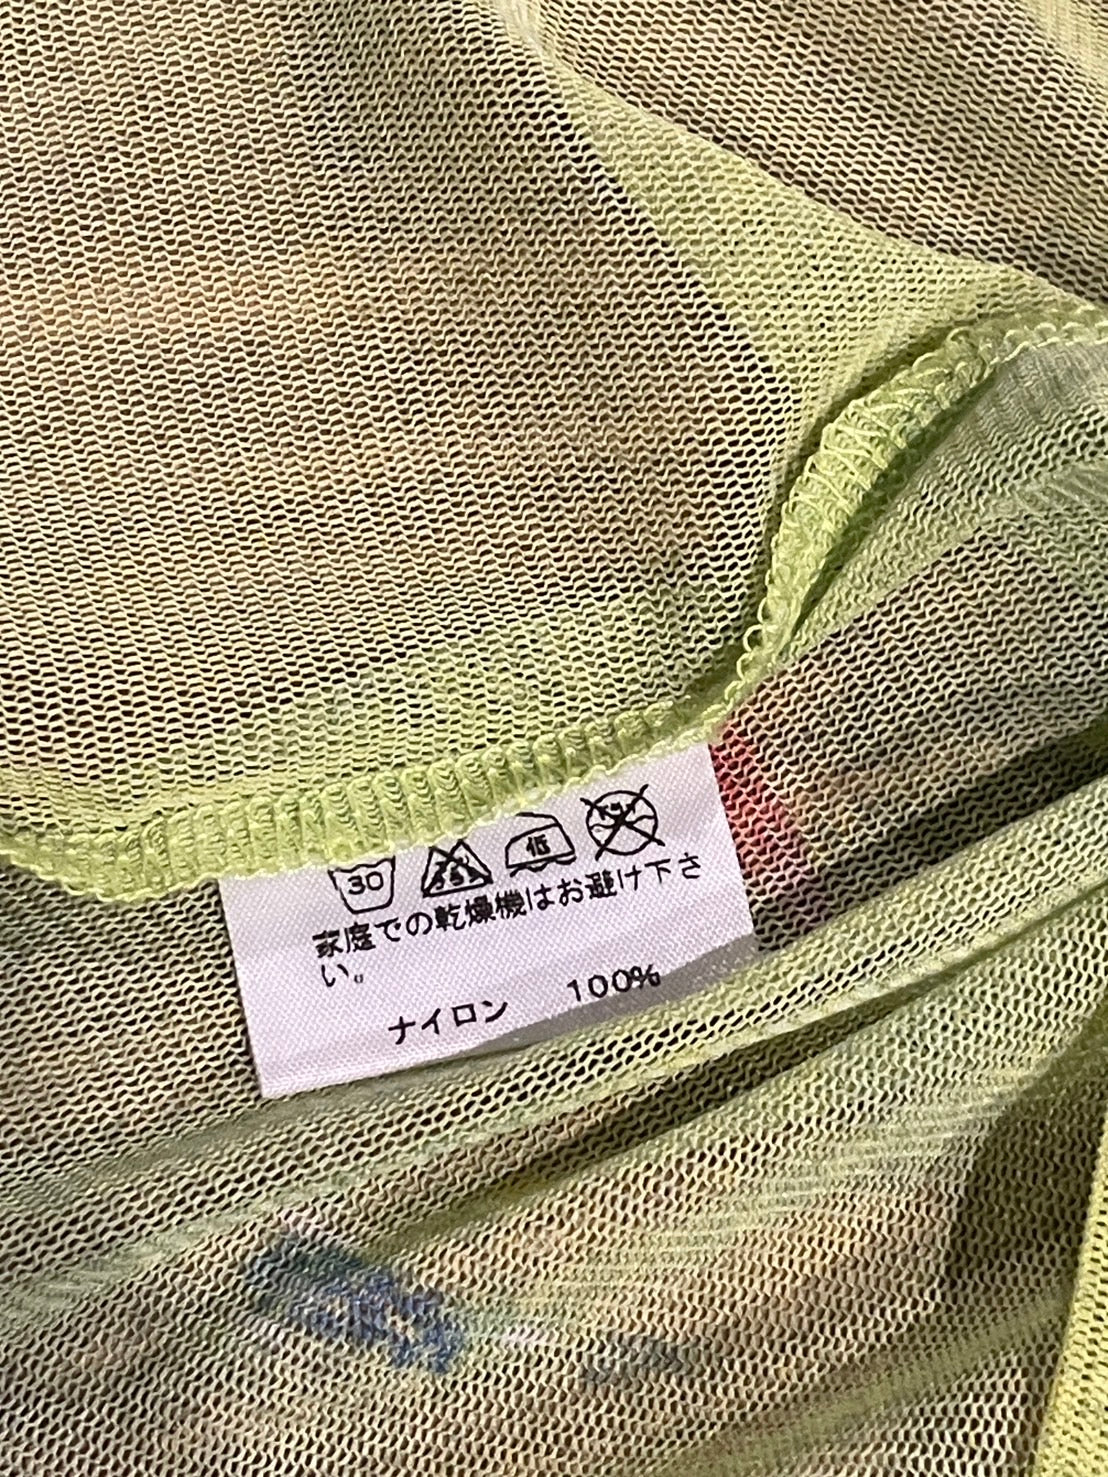 30 低
家庭での乾燥機はお避け下さ
い。
ナイロン 100%